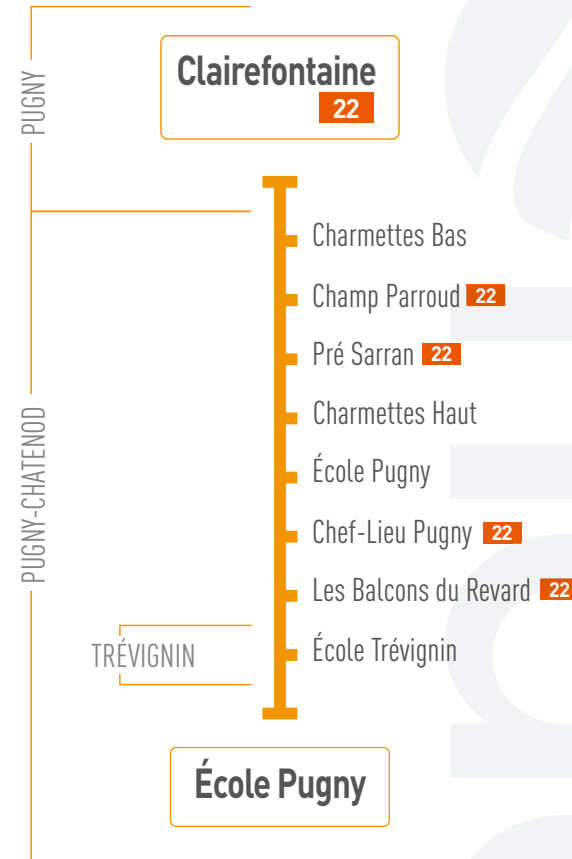 PUGNY
Clairefontaine
22
Charmettes Bas
Champ Parroud 22
Pré Sarran 22
Charmettes Haut
PUGNY-CHATENOD
École Pugny
Chef-Lieu Pugny 22
Les Balcons du Revard 22
TRÉVIGNIN
École Trévignin
École Pugny